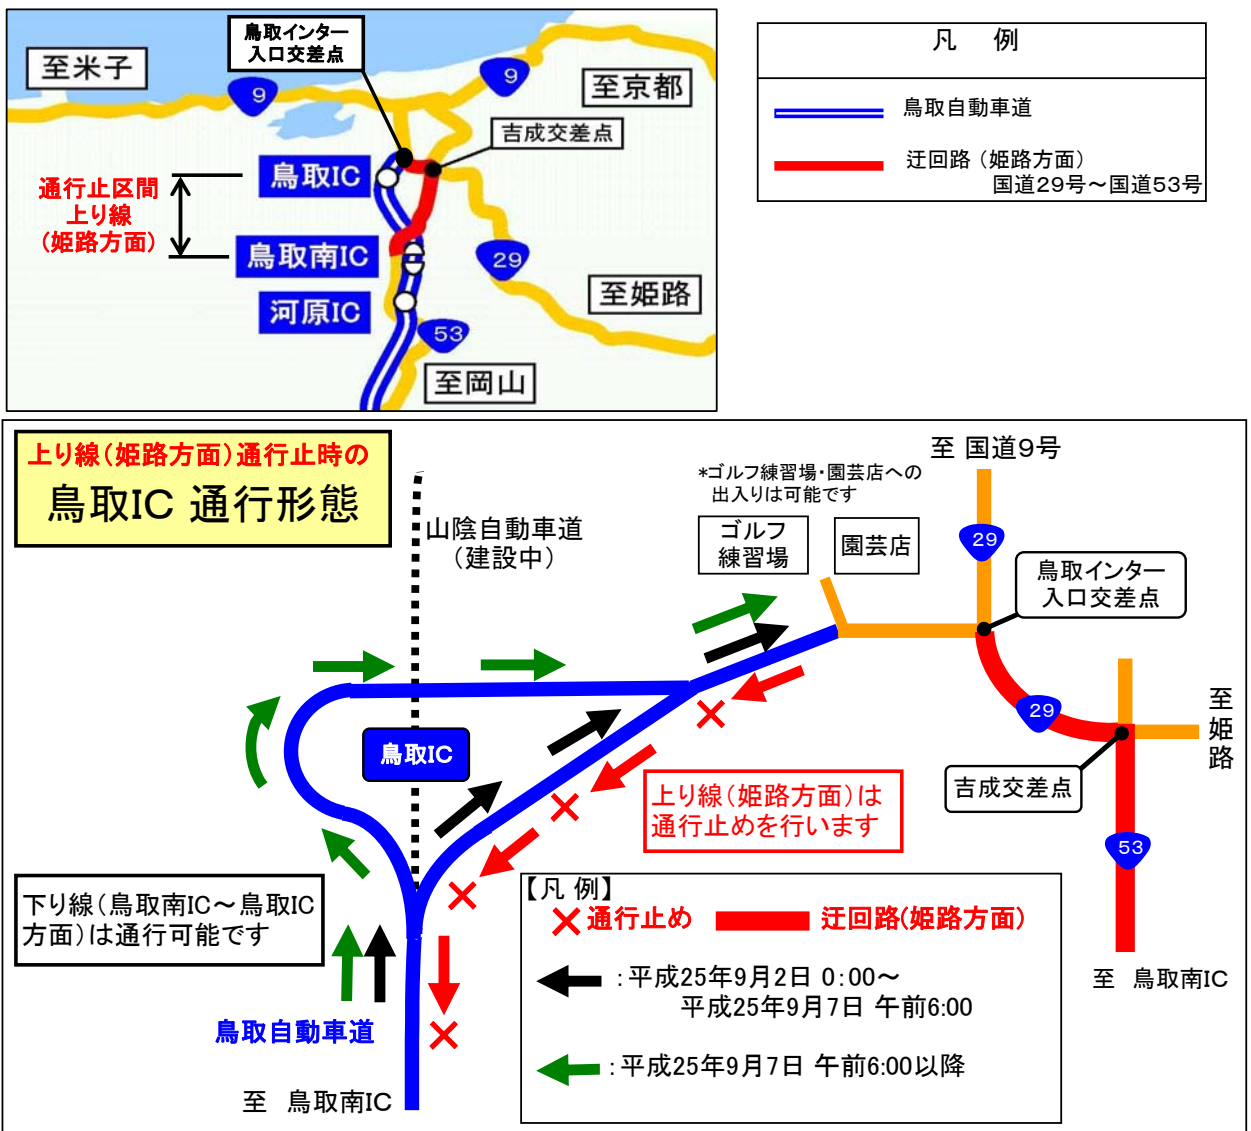 鳥取インター
入口交差点
至米子
9
9
至京都
吉成交差点
鳥取IC
通行止区間
上り線
(姫路方面)
鳥取南IC
29
至姫路
河原IC
53
至岡山
凡 例
鳥取自動車道
迂回路（姫路方面）
国道29号～国道53号
上り線（姫路方面）通行止時の
鳥取IC 通行形態
山陰自動車道
（建設中）
*ゴルフ練習場・園芸店への
出入りは可能です
ゴルフ
練習場
園芸店
至 国道9号
29
鳥取インター
入口交差点
29
至
姫
路
吉成交差点
53
至 鳥取南IC
鳥取IC
上り線（姫路方面）は
通行止めを行います
下り線（鳥取南IC～鳥取IC
方面）は通行可能です
鳥取自動車道
至 鳥取南IC
【凡 例】
通行止め
迂回路(姫路方面)
：平成25年9月2日 0：00～
平成25年9月7日 午前6:00
：平成25年9月7日 午前6:00以降